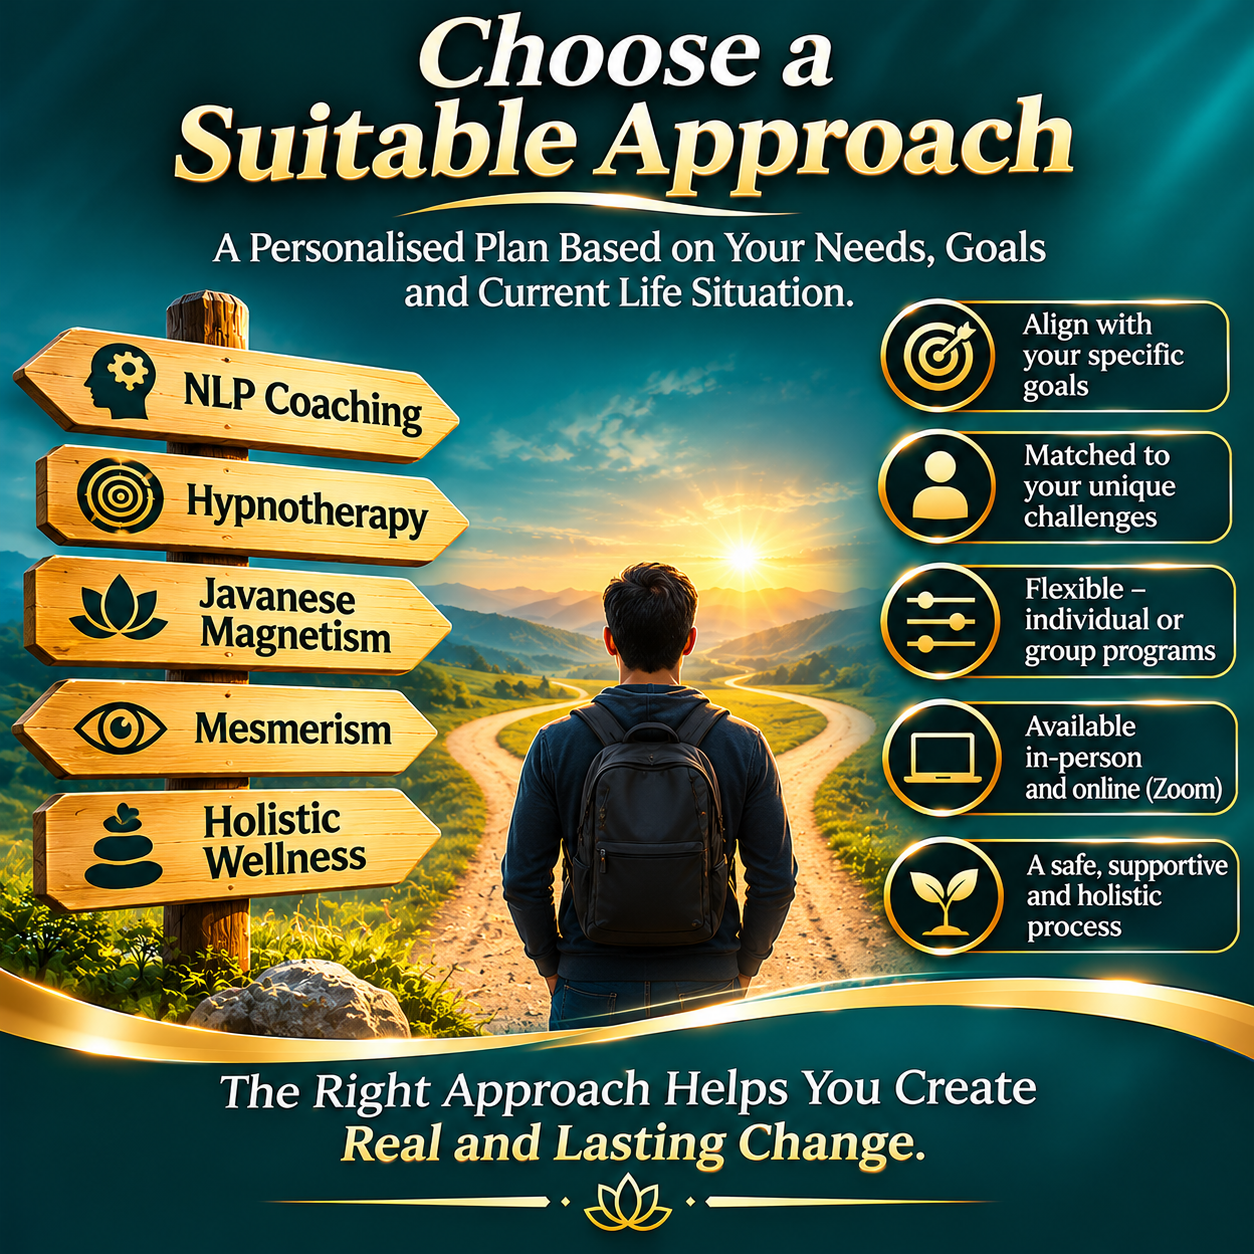 Choose a
Suitable Approach
A Personalised Plan Based on Your Needs, Goals
and Current Life Situation.
NLP Coaching
Hypnotherapy
Javanese
Magnetism
Mesmerism
Holistic
Wellness
Align with
your specific
goals
Matched to
your unique
challenges
Flexible –
individual or
group programs
Available
in-person
and online (Zoom)
A safe, supportive
and holistic
process
The Right Approach Helps You Create
Real and Lasting Change.